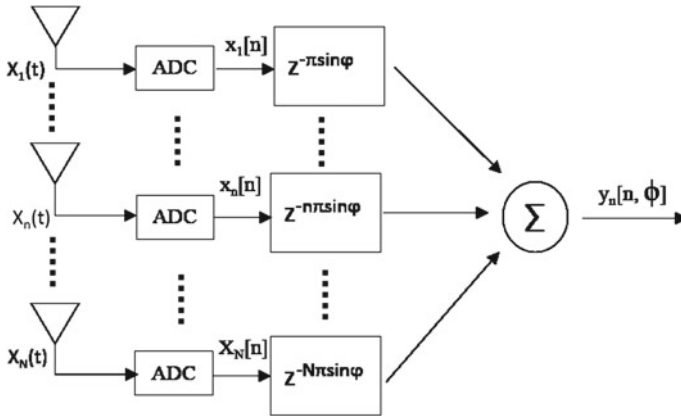 X₁(t)
ADC
x₁[n]
Z^-πsinφ
Xₙ(t)
ADC
xₙ[n]
Z^-nπsinφ
Σ
yₙ[n, ϕ]
X_N(t)
ADC
X_N[n]
Z^-Nπsinφ